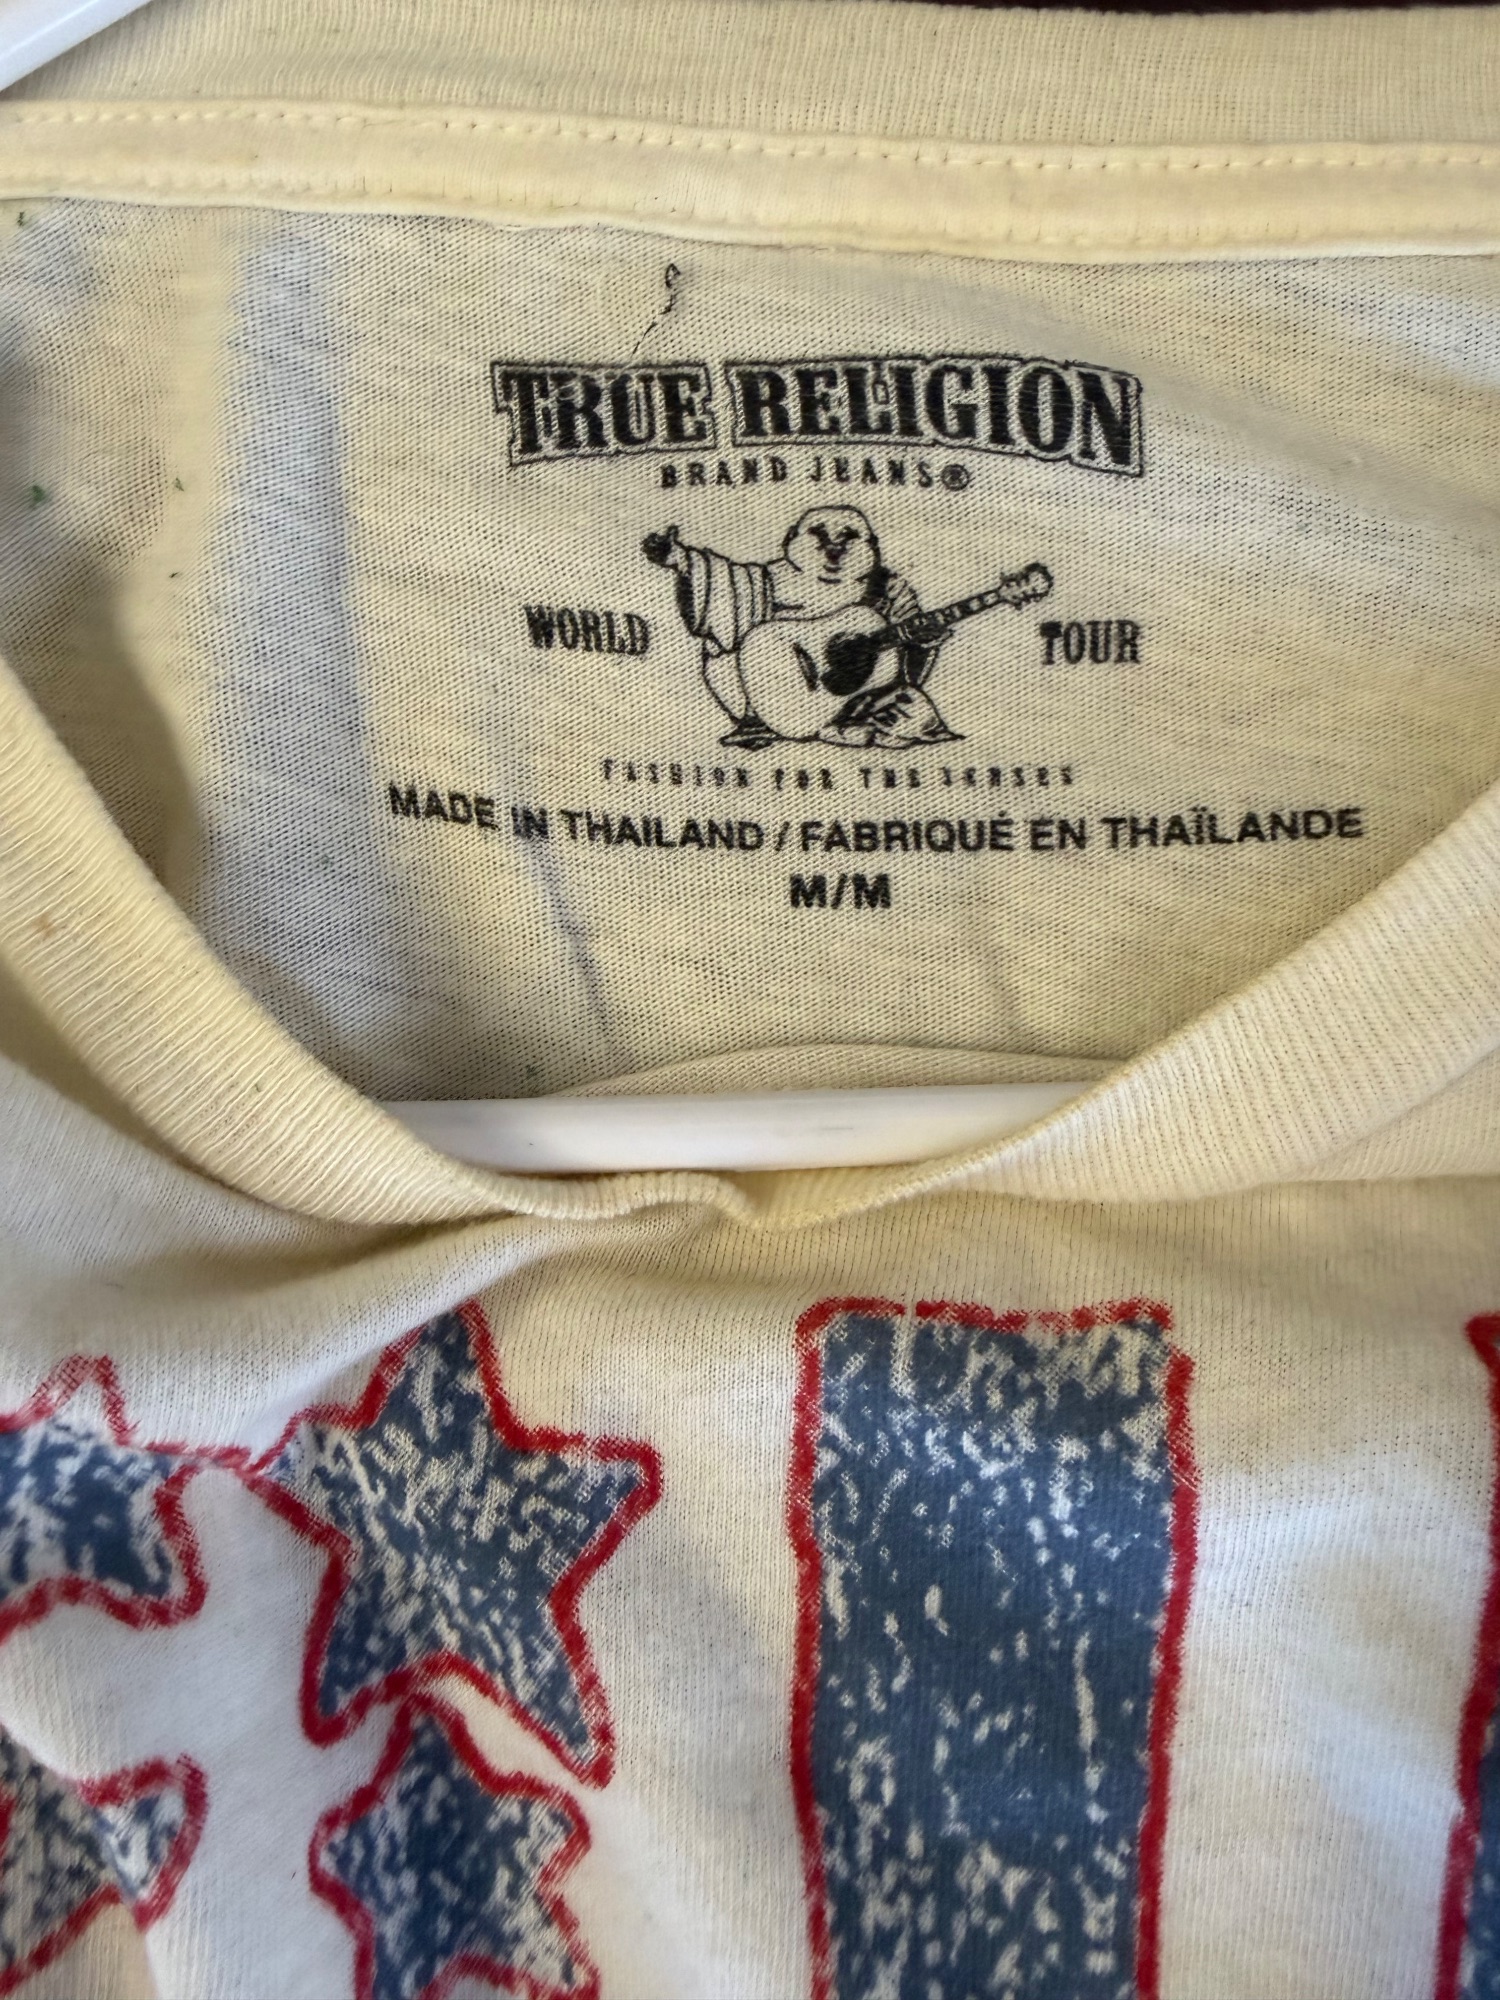 TRUE RELIGION
BRAND JEANS®
WORLD TOUR
FASHION FOR THE SENSES
MADE IN THAILAND / FABRIQUÉ EN THAÏLANDE
M/M